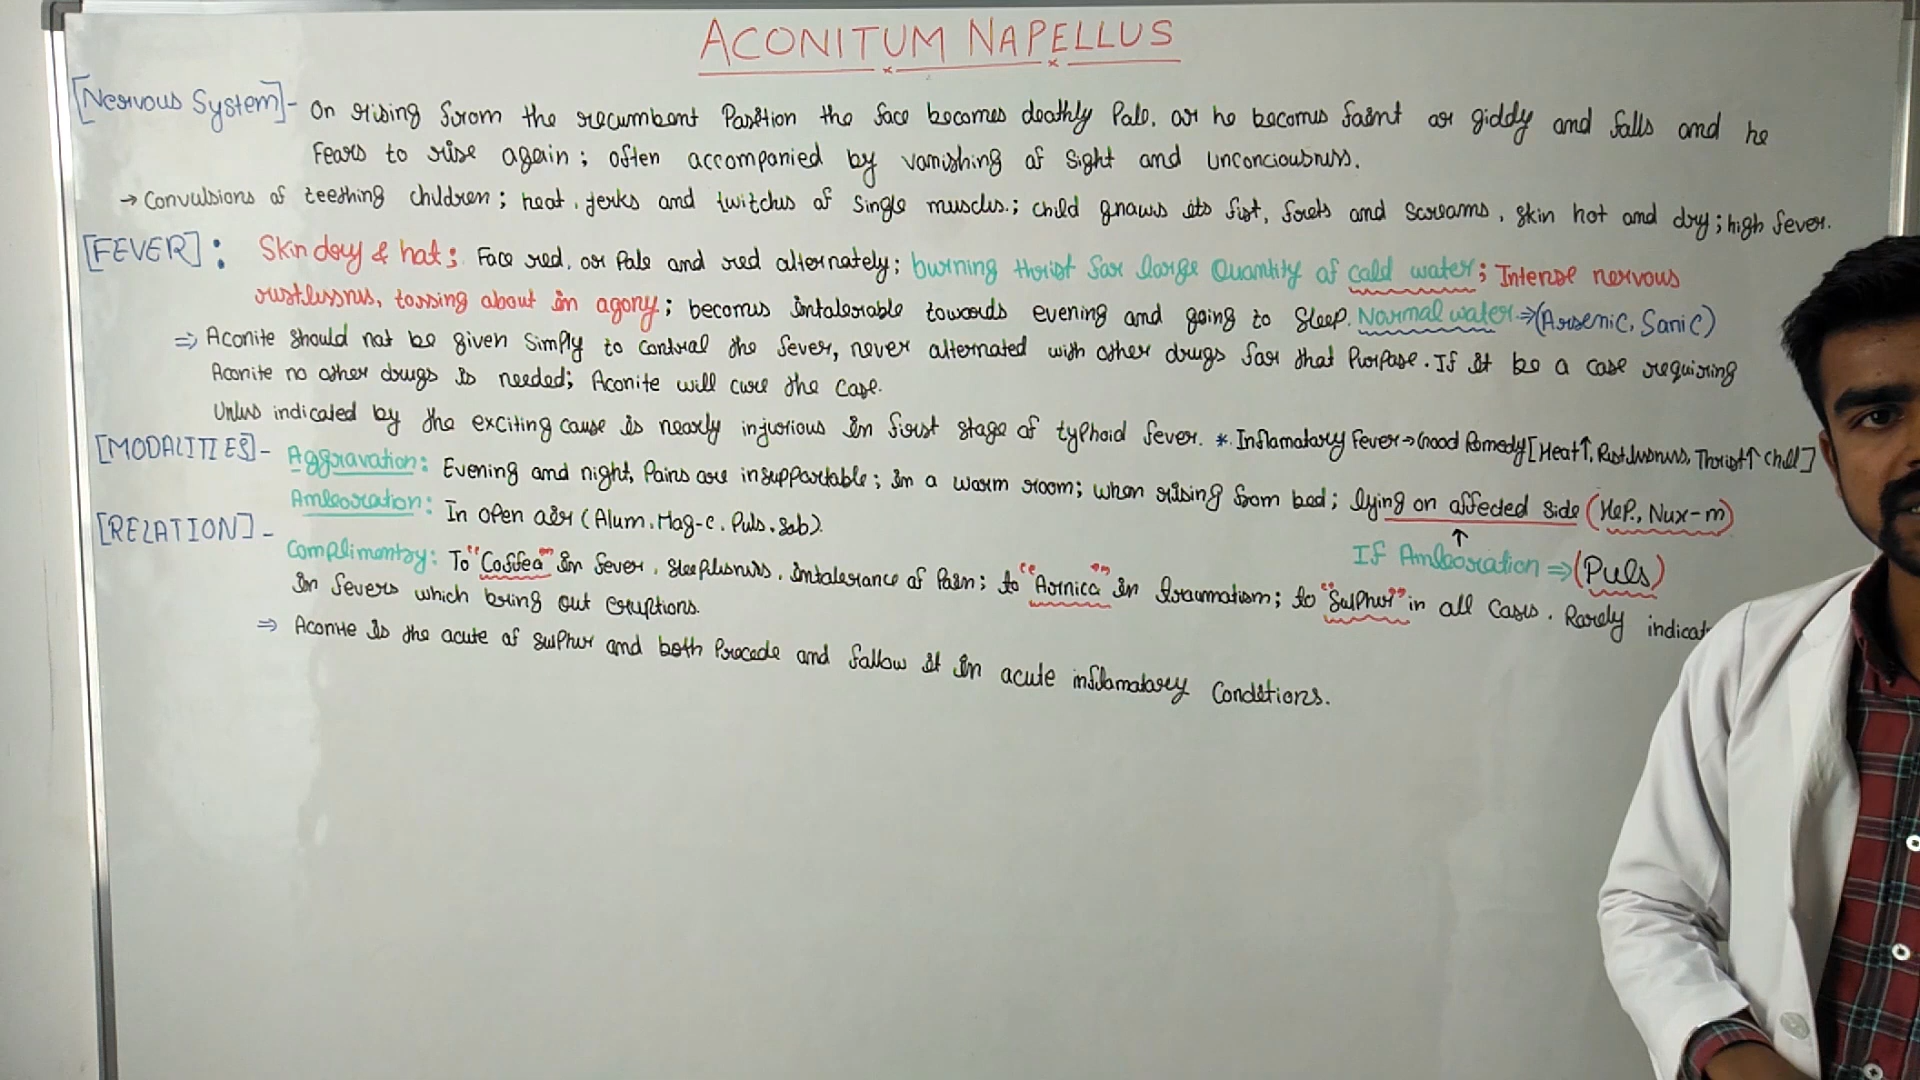 ACONITUM NAPELLUS
[Nervous System]- On rising from the recumbent Position the face becomes deathly Pale, or he becomes faint or giddy and falls and he
Fears to rise again; often accompanied by vanishing of Sight and Unconciousness.
→ Convulsions of teething children; heat, jerks and twitches of Single muscles.; child gnaws its fist, frets and screams, skin hot and dry; high fever.
[FEVER]: Skin dry & hot; Face red, or Pale and red alternately; burning thirst for large Quantity of cold water; Intense nervous
restlessness, tossing about in agony; becomes intolerable towards evening and going to Sleep. Normal water ⇒ (Arsenic, Sanic)
⇒ Aconite should not be given Simply to control the fever, never alternated with other drugs for that Purpose. If it be a case requiring
Aconite no other drugs is needed; Aconite will cure the case.
Unless indicated by the exciting cause is nearly injurious in first stage of typhoid fever. * Inflamatory Fever → Good Remedy [Heat↑, Restlessness, Thirst↑ chill]
[MODALITIES]- Aggravation: Evening and night, Pains are insupportable; in a warm room; when rising from bed; lying on affected side (Hep., Nux-m)
Ameloration: In open air (Alum. Mag-c. Puls. Sab).
↑
If Ameloration ⇒ (Puls)
[RELATION]- Complimentry: To "Coffea" in fever, sleeplesness, intolerance of Pain; to "Arnica" in traumatism; to "Sulphur" in all cases. Rarely
in fevers which bring out eruptions.
⇒ Aconite is the acute of sulphur and both Precede and follow it in acute inflamatory Conditions.